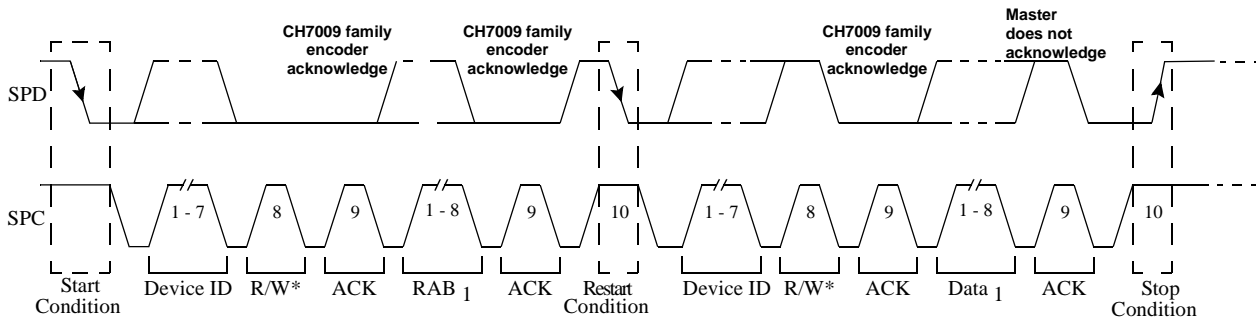 CH7009 family
encoder
acknowledge
CH7009 family
encoder
acknowledge
CH7009 family
encoder
acknowledge
Master
does not
acknowledge
SPD
SPC
1 - 7
8
9
1 - 8
9
10
1 - 7
8
9
1 - 8
9
10
Start
Condition
Device ID
R/W*
ACK
RAB 1
ACK
Restart
Condition
Device ID
R/W*
ACK
Data 1
ACK
Stop
Condition